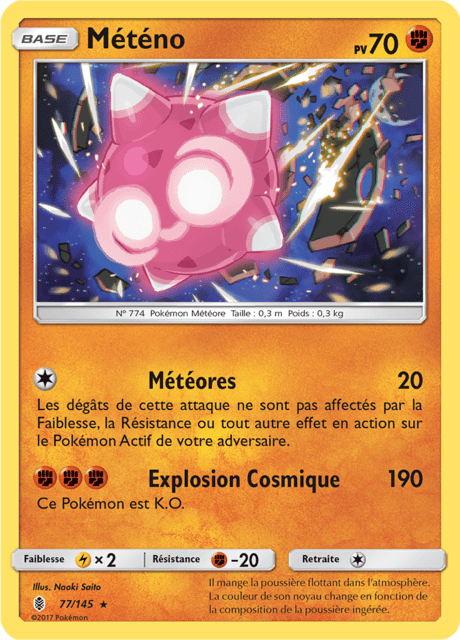 BASE Météno PV70
N° 774 Pokémon Météore Taille : 0,3 m Poids : 0,3 kg
Météores 20
Les dégâts de cette attaque ne sont pas affectés par la
Faiblesse, la Résistance ou tout autre effet en action sur
le Pokémon Actif de votre adversaire.
Explosion Cosmique 190
Ce Pokémon est K.O.
Faiblesse ×2 Résistance -20 Retraite
Illus. Naoki Saito
77/145 ★
©2017 Pokémon
Il mange la poussière flottant dans l'atmosphère.
La couleur de son noyau change en fonction de
la composition de la poussière ingérée.